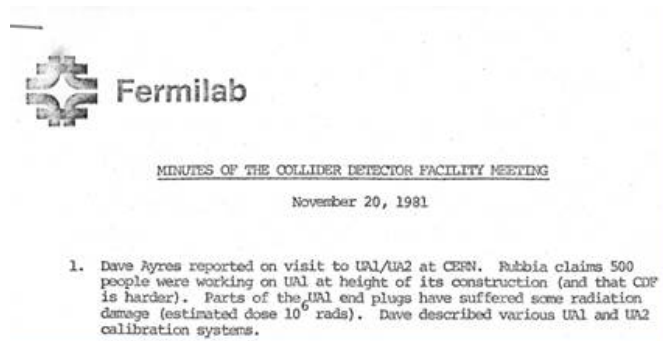 Fermilab
MINUTES OF THE COLLIDER DETECTOR FACILITY MEETING
November 20, 1981
1. Dave Ayres reported on visit to UA1/UA2 at CERN. Rubbia claims 500
people were working on UA1 at height of its construction (and that CDF
is harder). Parts of the UA1 end plugs have suffered some radiation
damage (estimated dose 10⁶ rads). Dave described various UA1 and UA2
calibration systems.